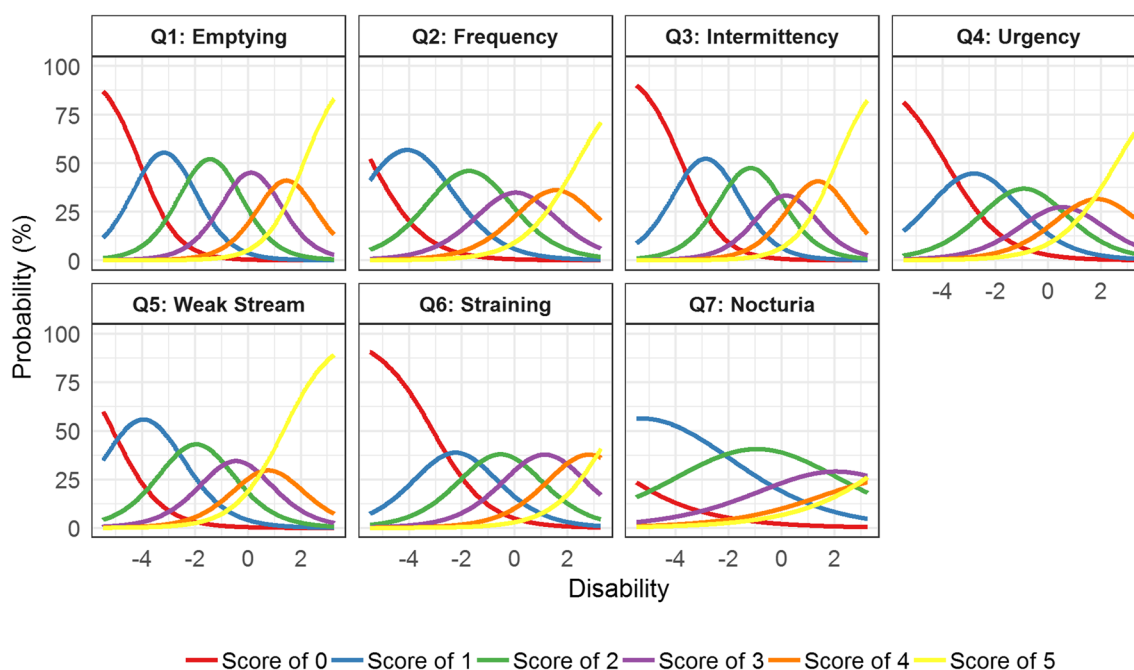 Q1: Emptying
Q2: Frequency
Q3: Intermittency
Q4: Urgency
100
75
50
25
0
-4 -2 0 2
Q5: Weak Stream
Q6: Straining
Q7: Nocturia
100
75
50
25
0
-4 -2 0 2
-4 -2 0 2
-4 -2 0 2
Probability (%)
Disability
Score of 0 Score of 1 Score of 2 Score of 3 Score of 4 Score of 5